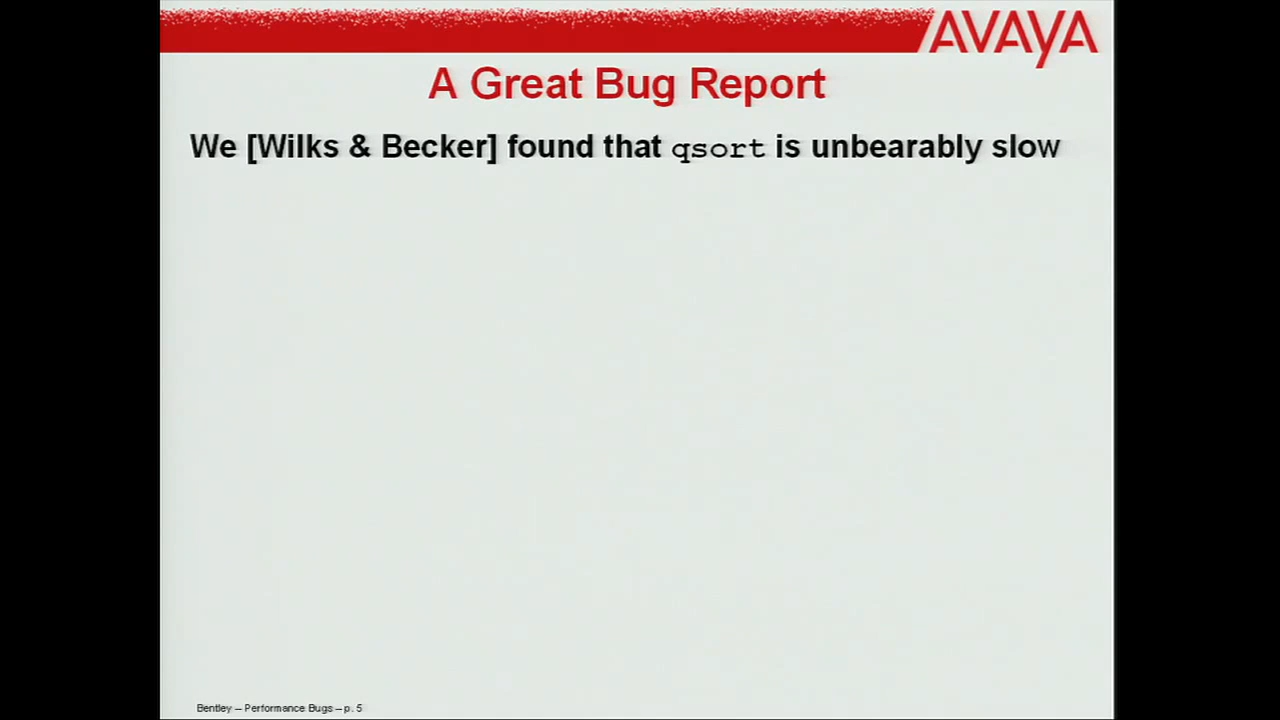 AVAYA
A Great Bug Report
We [Wilks & Becker] found that qsort is unbearably slow
Bentley – Performance Bugs – p. 5